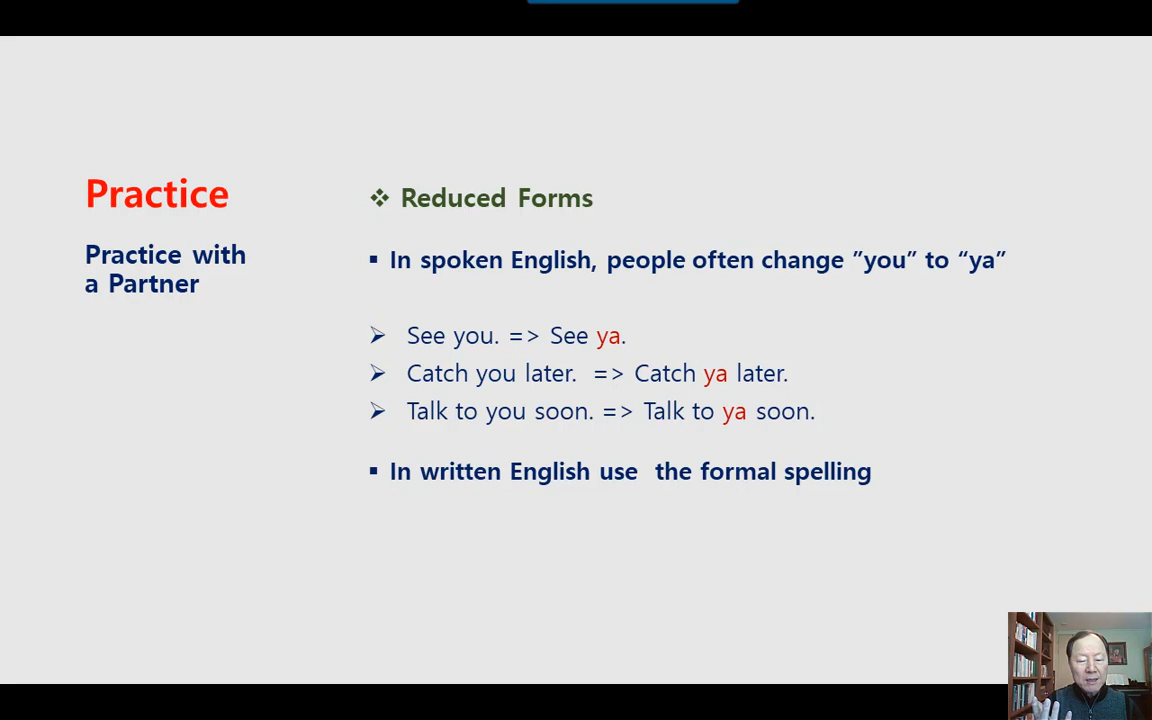 Practice
Practice with
a Partner
❖ Reduced Forms
▪ In spoken English, people often change ”you” to “ya”
➢ See you. => See ya.
➢ Catch you later. => Catch ya later.
➢ Talk to you soon. => Talk to ya soon.
▪ In written English use the formal spelling